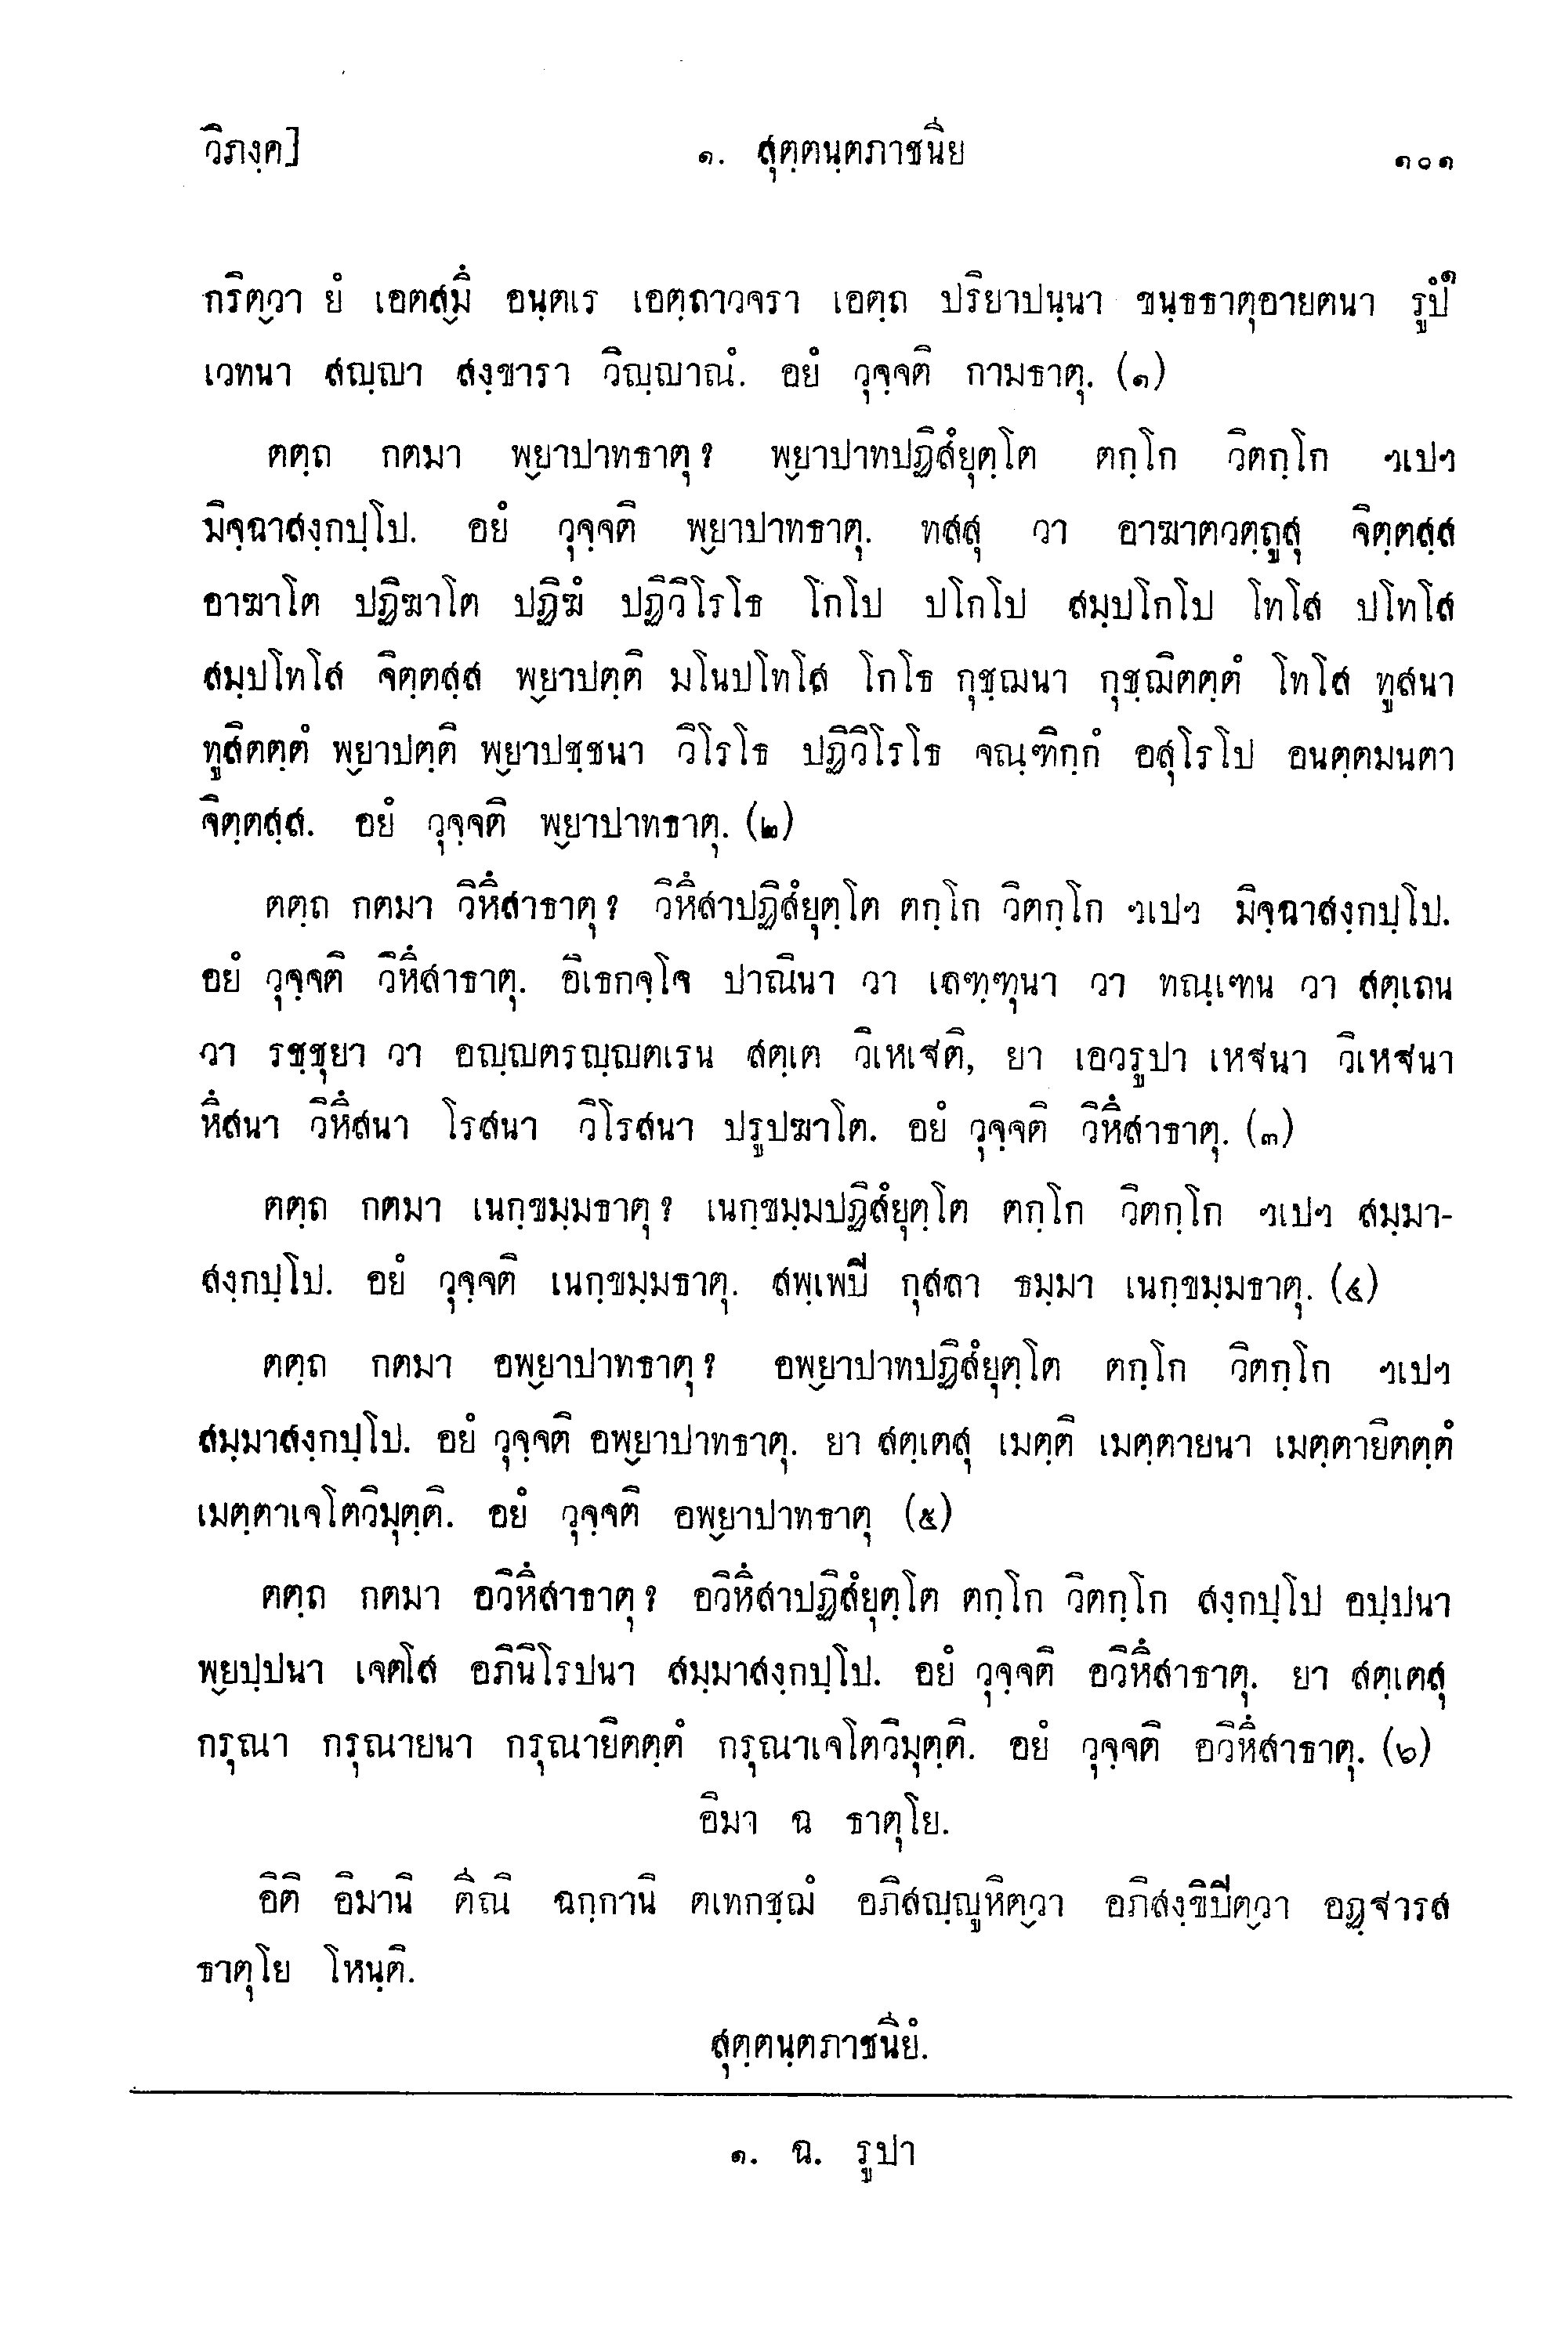 วิภงฺค]
๑. สุตฺตนฺตภาชนีย
๑๐๑
กริตฺวา ยํ เอตสฺมึ อนฺตเร เอตฺถาวจรา เอตฺถ ปริยาปนฺนา ขนฺธธาตุอายตนา รูปํ๑
เวทนา สญฺญา สงฺขารา วิญฺญาณํ. อยํ วุจฺจติ กามธาตุ. (๑)
ตตฺถ กตมา พฺยาปาทธาตุ? พฺยาปาทปฏิสํยุตฺโต ตกฺโก วิตกฺโก ฯเปฯ
มิจฺฉาสงฺกปฺโป. อยํ วุจฺจติ พฺยาปาทธาตุ. ทสสุ วา อาฆาตวตฺถูสุ จิตฺตสฺส
อาฆาโต ปฏิฆาโต ปฏิฆํ ปฏิวิโรโธ โกโป ปโกโป สมฺปโกโป โทโส ปโทโส
สมฺปโทโส จิตฺตสฺส พฺยาปตฺติ มโนปโทโส โกโธ กุชฺฌนา กุชฺฌิตตฺตํ โทโส ทูสนา
ทูสิตตฺตํ พฺยาปตฺติ พฺยาปชฺชนา วิโรโธ ปฏิวิโรโธ จณฺฑิกฺกํ อสุโรโป อนตฺตมนตา
จิตฺตสฺส. อยํ วุจฺจติ พฺยาปาทธาตุ. (๒)
ตตฺถ กตมา วิหึสาธาตุ? วิหึสาปฏิสํยุตฺโต ตกฺโก วิตกฺโก ฯเปฯ มิจฺฉาสงฺกปฺโป.
อยํ วุจฺจติ วิหึสาธาตุ. อิเธกจฺโจ ปาณินา วา เลฑฺฑุนา วา ทณฺเฑน วา สตฺเถน
วา รชฺชุยา วา อญฺญตรญฺญตเรน สตฺเต วิเหเฐติ, ยา เอวรูปา เหฐนา วิเหฐนา
หึสนา วิหึสนา โรสนา วิโรสนา ปรูปฆาโต. อยํ วุจฺจติ วิหึสาธาตุ. (๓)
ตตฺถ กตมา เนกฺขมฺมธาตุ? เนกฺขมฺมปฏิสํยุตฺโต ตกฺโก วิตกฺโก ฯเปฯ สมฺมา-
สงฺกปฺโป. อยํ วุจฺจติ เนกฺขมฺมธาตุ. สพฺเพปิ กุสลา ธมฺมา เนกฺขมฺมธาตุ. (๔)
ตตฺถ กตมา อพฺยาปาทธาตุ? อพฺยาปาทปฏิสํยุตฺโต ตกฺโก วิตกฺโก ฯเปฯ
สมฺมาสงฺกปฺโป. อยํ วุจฺจติ อพฺยาปาทธาตุ. ยา สตฺเตสุ เมตฺติ เมตฺตายนา เมตฺตายิตตฺตํ
เมตฺตาเจโตวิมุตฺติ. อยํ วุจฺจติ อพฺยาปาทธาตุ (๕)
ตตฺถ กตมา อวิหึสาธาตุ? อวิหึสาปฏิสํยุตฺโต ตกฺโก วิตกฺโก สงฺกปฺโป อปฺปนา
พฺยปฺปนา เจตโส อภินิโรปนา สมฺมาสงฺกปฺโป. อยํ วุจฺจติ อวิหึสาธาตุ. ยา สตฺเตสุ
กรุณา กรุณายนา กรุณายิตตฺตํ กรุณาเจโตวิมุตฺติ. อยํ วุจฺจติ อวิหึสาธาตุ. (๖)
อิมา ฉ ธาตุโย.
อิติ อิมานิ ตีณิ ฉกฺกานิ ตเทกชฺฌํ อภิสญฺญูหิตฺวา อภิสงฺขิปิตฺวา อฏฺฐารส
ธาตุโย โหนฺติ.
สุตฺตนฺตภาชนียํ.
๑. ฉ. รูปา